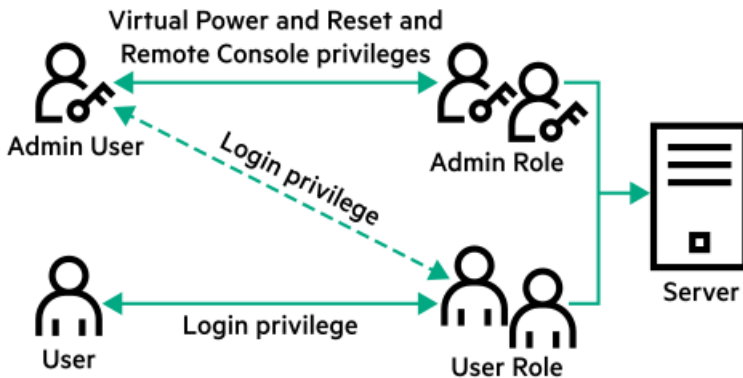 Virtual Power and Reset and
Remote Console privileges
Admin User
Admin Role
Login privilege
Server
Login privilege
User
User Role